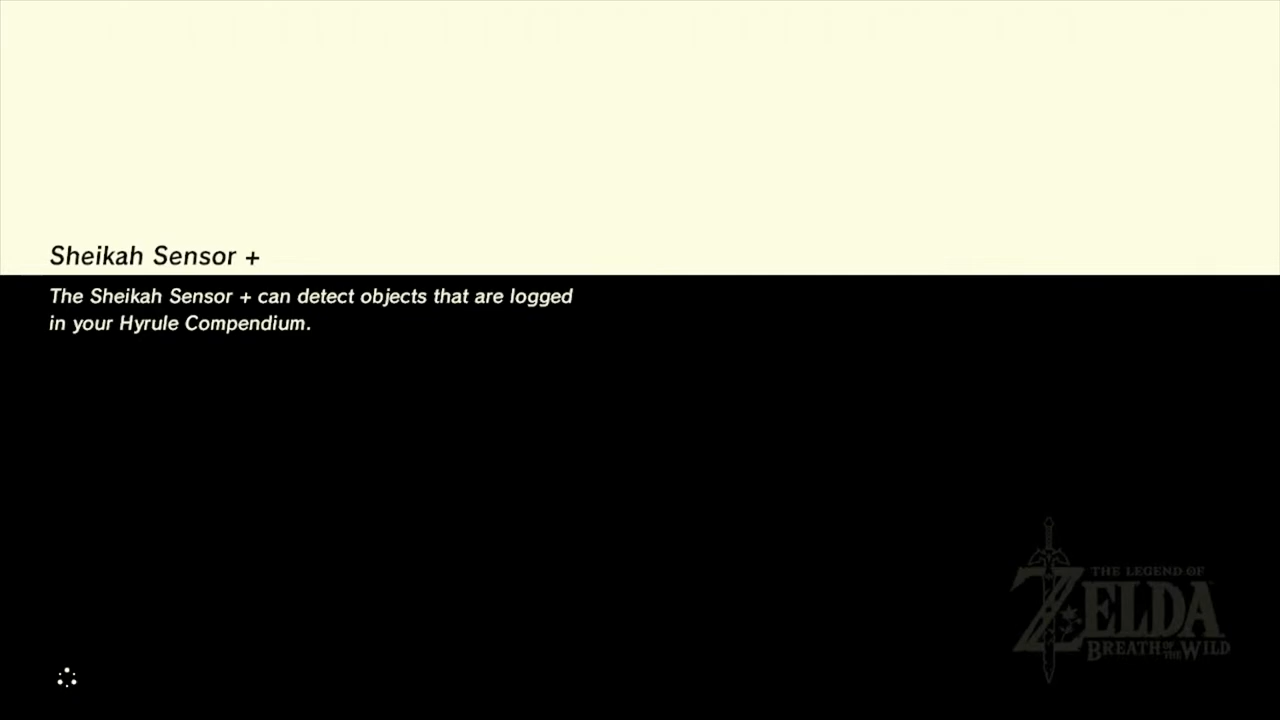 Sheikah Sensor +
The Sheikah Sensor + can detect objects that are logged
in your Hyrule Compendium.
THE LEGEND OF
ZELDA
BREATH OF THE WILD